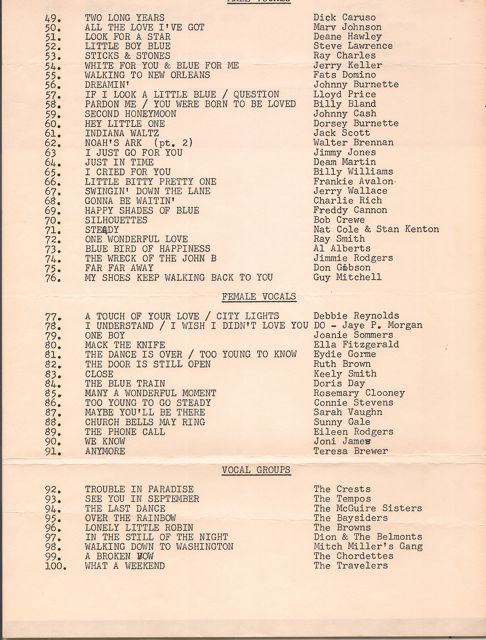 MALE VOCALS
49. TWO LONG YEARS Dick Caruso
50. ALL THE LOVE I'VE GOT Marv Johnson
51. LOOK FOR A STAR Deane Hawley
52. LITTLE BOY BLUE Steve Lawrence
53. STICKS & STONES Ray Charles
54. WHITE FOR YOU & BLUE FOR ME Jerry Keller
55. WALKING TO NEW ORLEANS Fats Domino
56. DREAMIN' Johnny Burnette
57. IF I LOOK A LITTLE BLUE / QUESTION Lloyd Price
58. PARDON ME / YOU WERE BORN TO BE LOVED Billy Bland
59. SECOND HONEYMOON Johnny Cash
60. HEY LITTLE ONE Dorsey Burnette
61. INDIANA WALTZ Jack Scott
62. NOAH'S ARK (pt. 2) Walter Brennan
63 I JUST GO FOR YOU Jimmy Jones
64. JUST IN TIME Deam Martin
65. I CRIED FOR YOU Billy Williams
66. LITTLE BITTY PRETTY ONE Frankie Avalon
67. SWINGIN' DOWN THE LANE Jerry Wallace
68. GONNA BE WAITIN' Charlie Rich
69. HAPPY SHADES OF BLUE Freddy Cannon
70. SILHOUETTES Bob Crewe
71. STEADY Nat Cole & Stan Kenton
72. ONE WONDERFUL LOVE Ray Smith
73. BLUE BIRD OF HAPPINESS Al Alberts
74. THE WRECK OF THE JOHN B Jimmie Rodgers
75. FAR FAR AWAY Don Gibson
76. MY SHOES KEEP WALKING BACK TO YOU Guy Mitchell
FEMALE VOCALS
77. A TOUCH OF YOUR LOVE / CITY LIGHTS Debbie Reynolds
78. I UNDERSTAND / I WISH I DIDN'T LOVE YOU DO - Jaye P. Morgan
79. ONE BOY Joanie Sommers
80. MACK THE KNIFE Ella Fitzgerald
81. THE DANCE IS OVER / TOO YOUNG TO KNOW Eydie Gorme
82. THE DOOR IS STILL OPEN Ruth Brown
83. CLOSE Keely Smith
84. THE BLUE TRAIN Doris Day
85. MANY A WONDERFUL MOMENT Rosemary Clooney
86. TOO YOUNG TO GO STEADY Connie Stevens
87. MAYBE YOU'LL BE THERE Sarah Vaughn
88. CHURCH BELLS MAY RING Sunny Gale
89. THE PHONE CALL Eileen Rodgers
90. WE KNOW Joni James
91. ANYMORE Teresa Brewer
VOCAL GROUPS
92. TROUBLE IN PARADISE The Crests
93. SEE YOU IN SEPTEMBER The Tempos
94. THE LAST DANCE The McGuire Sisters
95. OVER THE RAINBOW The Baysiders
96. LONELY LITTLE ROBIN The Browns
97. IN THE STILL OF THE NIGHT Dion & The Belmonts
98. WALKING DOWN TO WASHINGTON Mitch Miller's Gang
99. A BROKEN VOW The Chordettes
100. WHAT A WEEKEND The Travelers